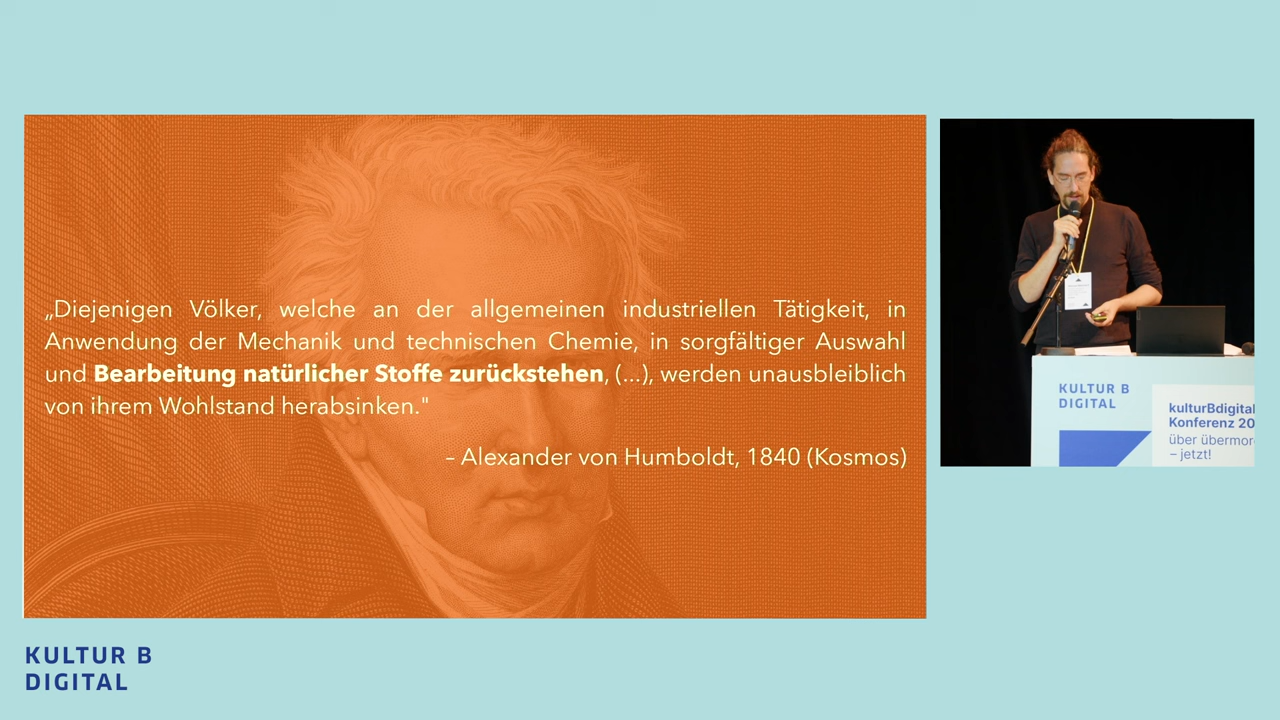 „Diejenigen Völker, welche an der allgemeinen industriellen Tätigkeit, in
Anwendung der Mechanik und technischen Chemie, in sorgfältiger Auswahl
und Bearbeitung natürlicher Stoffe zurückstehen, (...), werden unausbleiblich
von ihrem Wohlstand herabsinken."
– Alexander von Humboldt, 1840 (Kosmos)
KULTUR B
DIGITAL
kulturBdigital
Konferenz 20
über übermor
– jetzt!
KULTUR B
DIGITAL